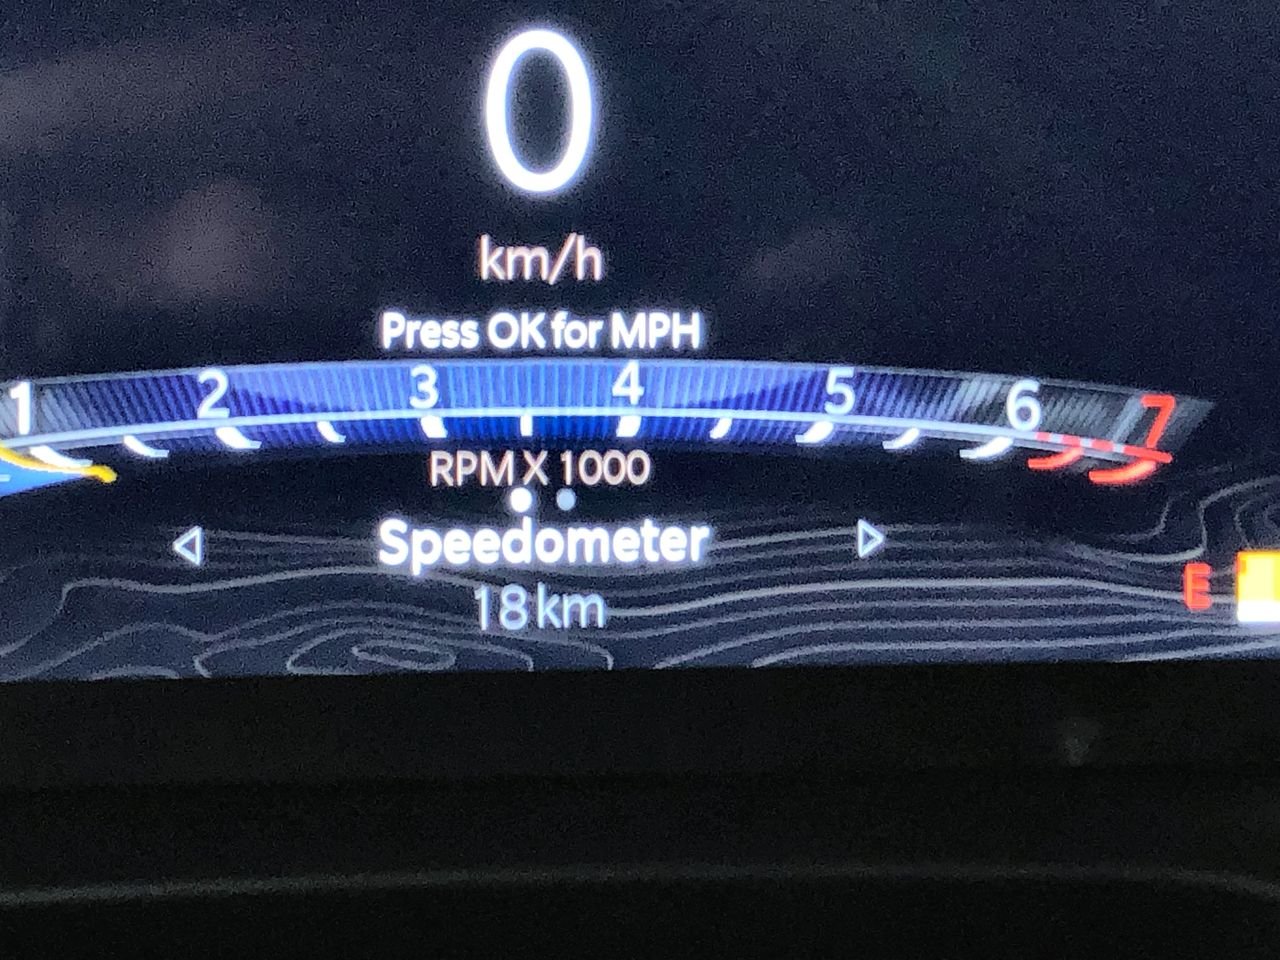 0
km/h
Press OK for MPH
1 2 3 4 5 6 7
RPM X 1000
Speedometer
18 km
E